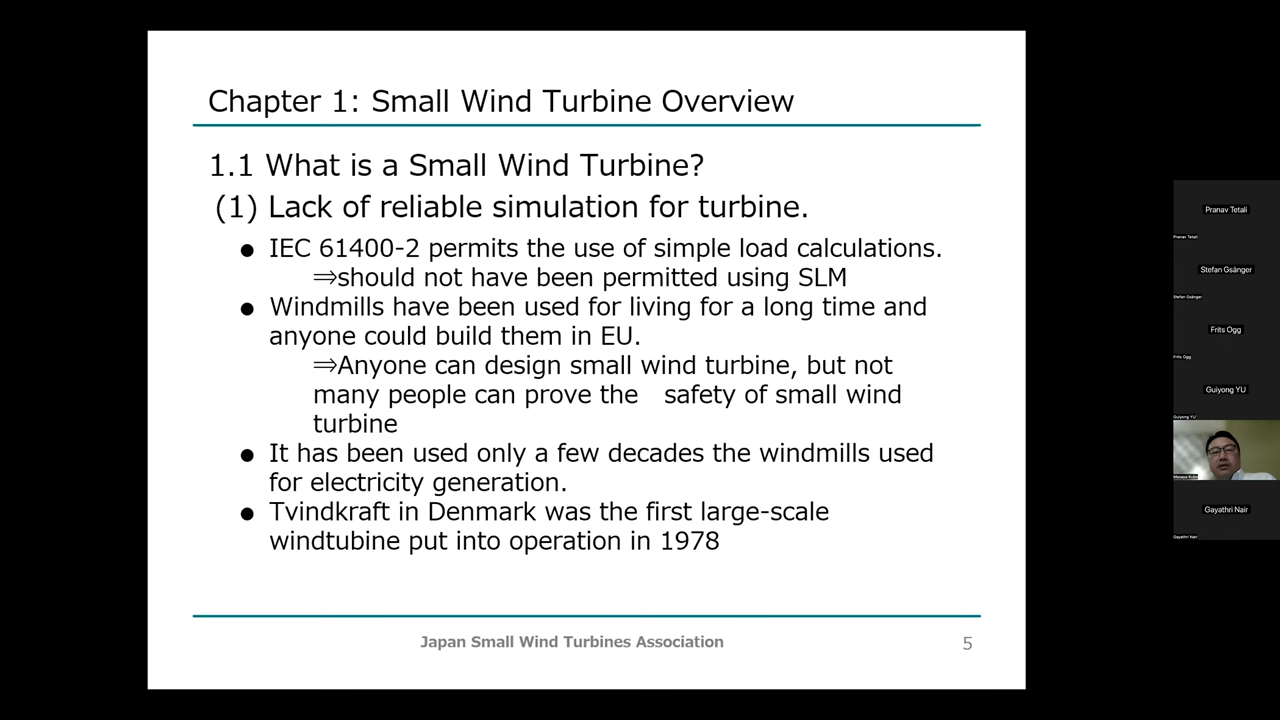 Chapter 1: Small Wind Turbine Overview
1.1 What is a Small Wind Turbine?
(1) Lack of reliable simulation for turbine.
● IEC 61400-2 permits the use of simple load calculations.
⇒should not have been permitted using SLM
● Windmills have been used for living for a long time and
anyone could build them in EU.
⇒Anyone can design small wind turbine, but not
many people can prove the safety of small wind
turbine
● It has been used only a few decades the windmills used
for electricity generation.
● Tvindkraft in Denmark was the first large-scale
windtubine put into operation in 1978
Japan Small Wind Turbines Association
5
Pranav Tetali
Pranav Tetali
Stefan Gsänger
Stefan Gsänger
Frits Ogg
Frits Ogg
Guiyong YU
Guiyong YU
Gayathri Nair
Gayathri Nair